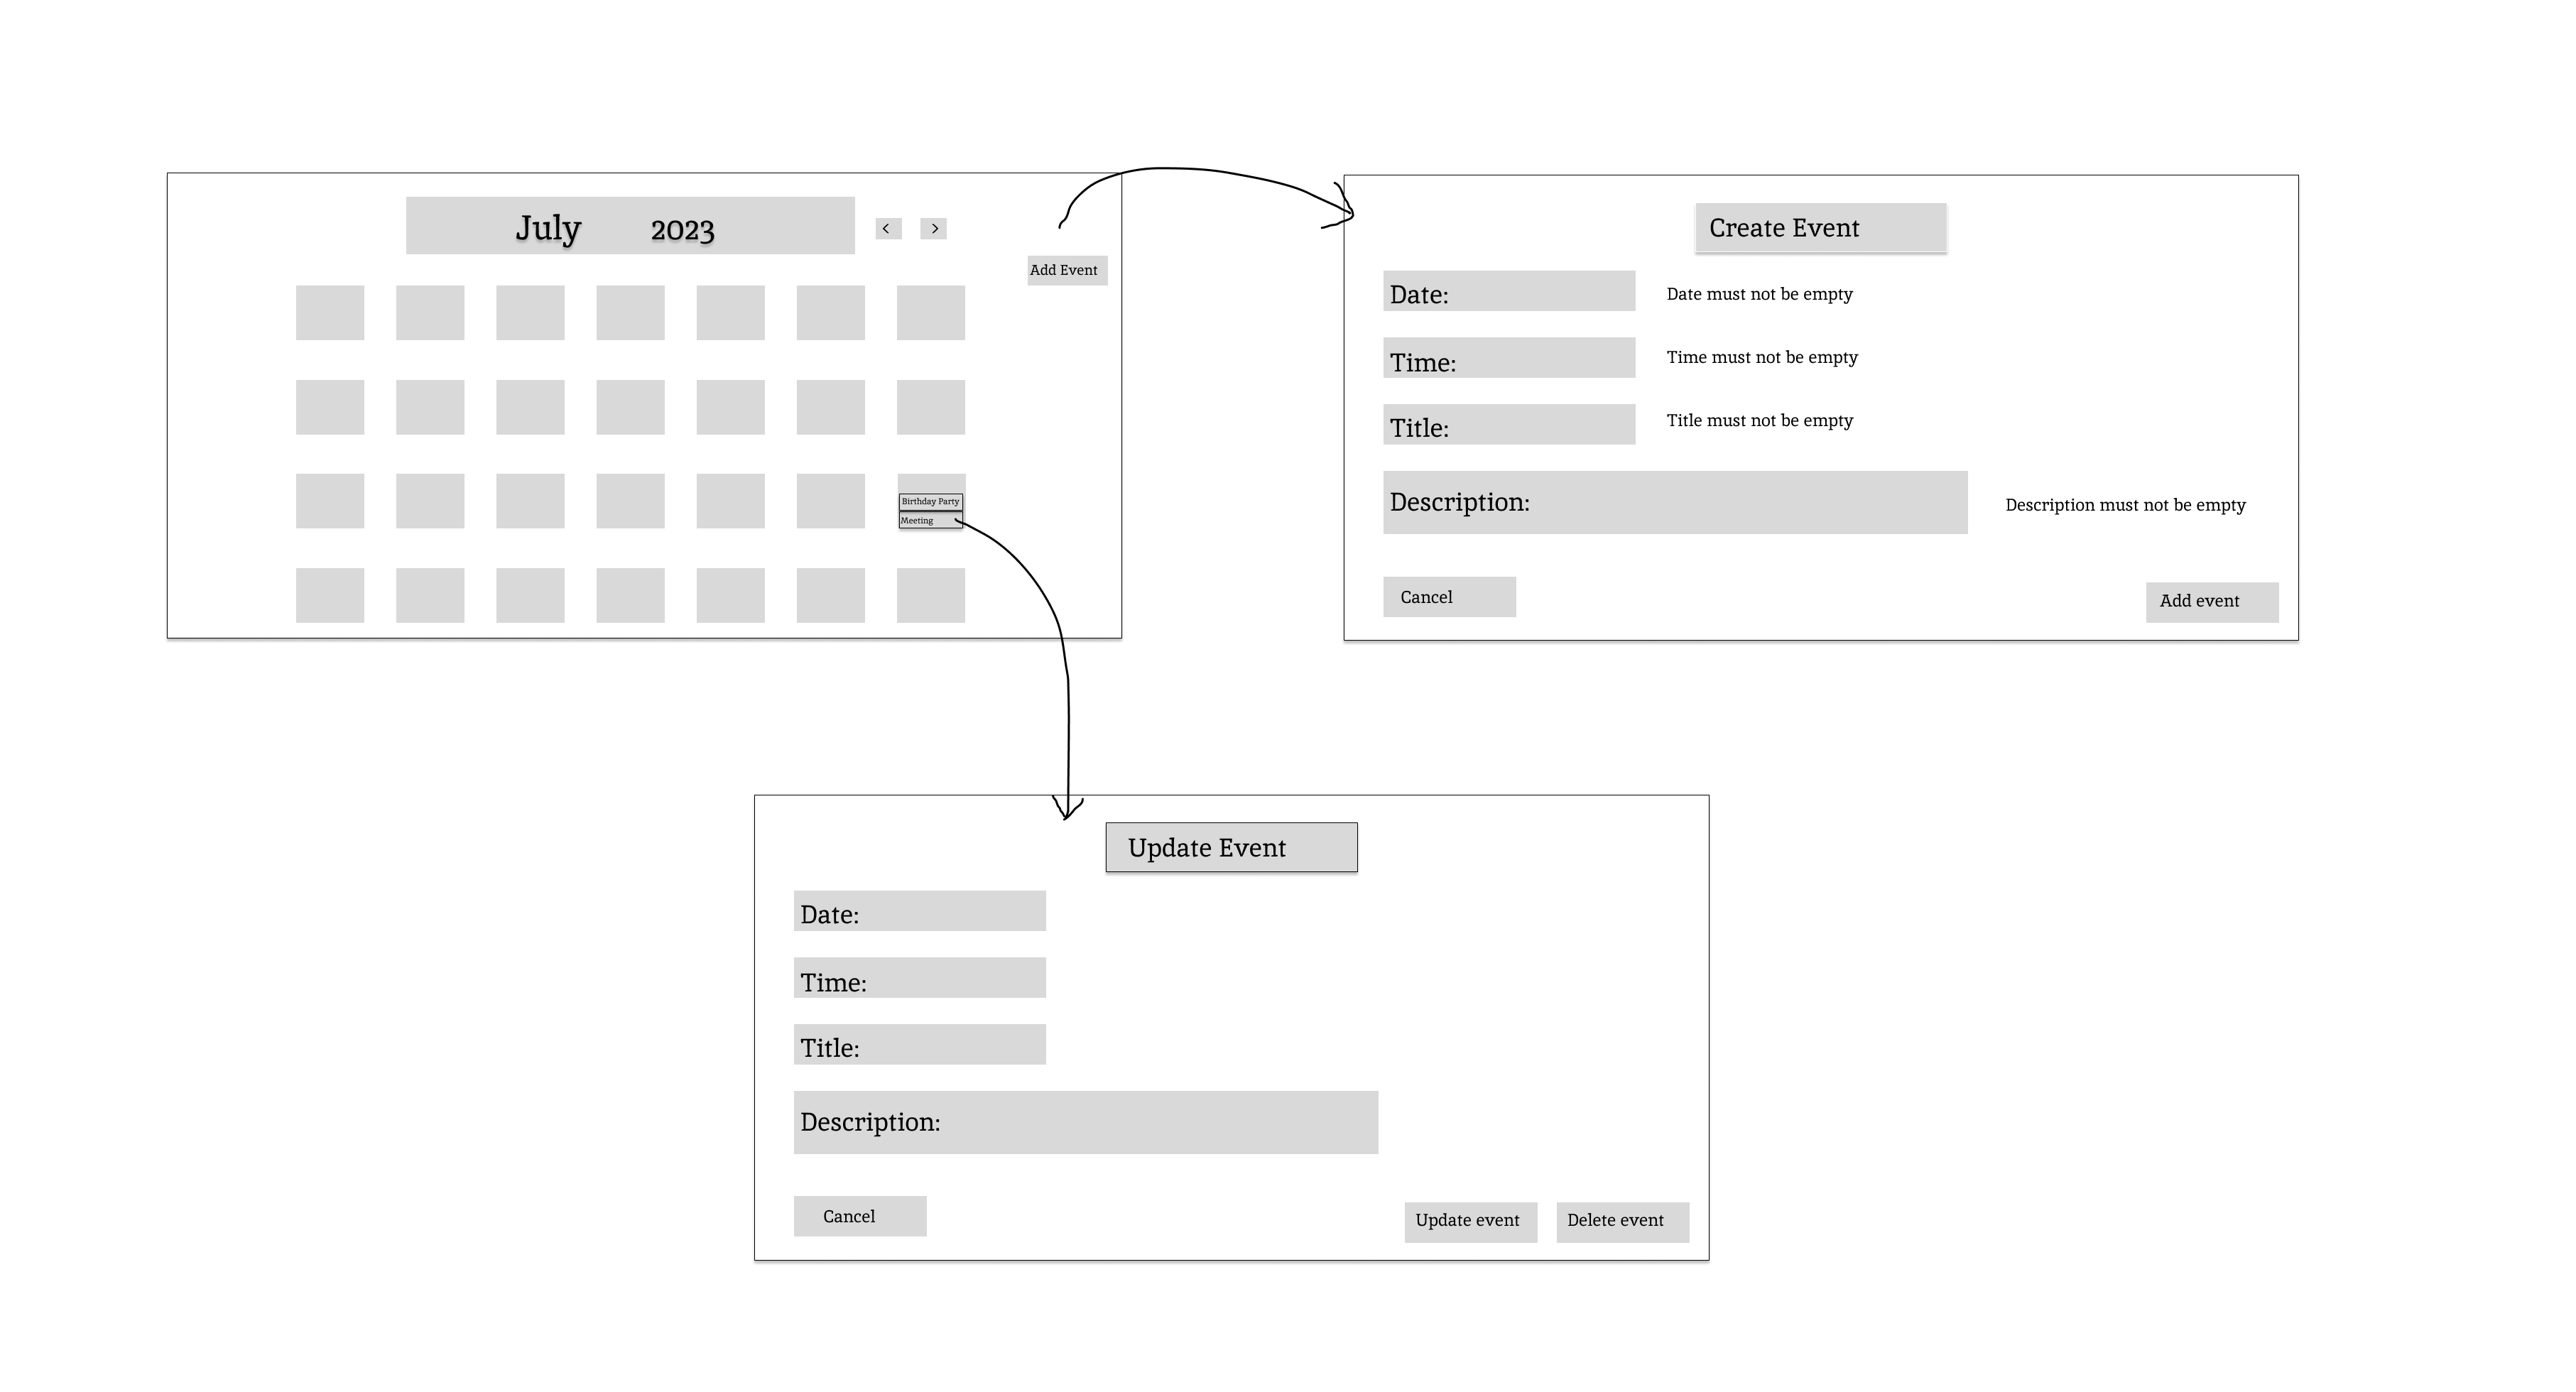 July 2023
<
>
Add Event
Birthday Party
Meeting
Create Event
Date:
Date must not be empty
Time:
Time must not be empty
Title:
Title must not be empty
Description:
Description must not be empty
Cancel
Add event
Update Event
Date:
Time:
Title:
Description:
Cancel
Update event
Delete event